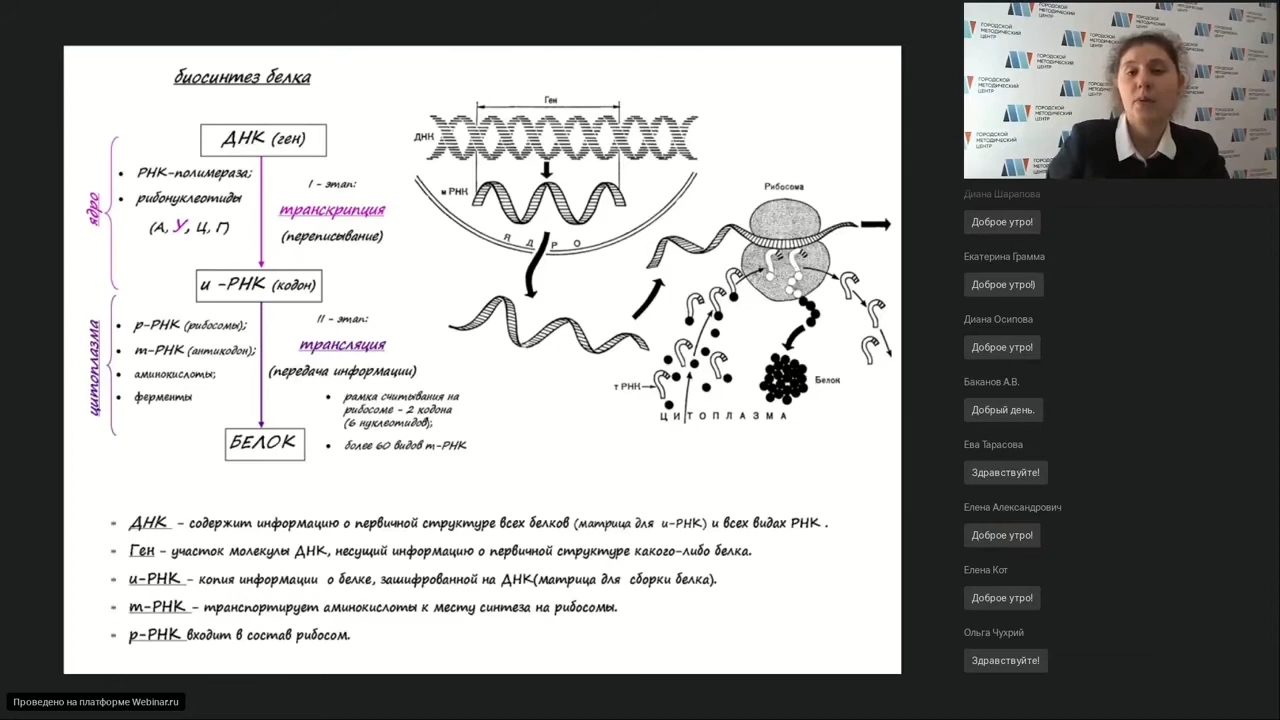 биосинтез белка
ДНК (ген)
РНК-полимераза;
рибонуклеотиды
(А, У, Ц, Г)
ядро
I - этап:
транскрипция
(переписывание)
и -РНК (кодон)
цитоплазма
р-РНК (рибосомы);
т-РНК (антикодон);
аминокислоты;
ферменты
II - этап:
трансляция
(передача информации)
рамка считывания на
рибосоме - 2 кодона
(6 нуклеотидов);
более 60 видов т-РНК
БЕЛОК
Ген
ДНК
м РНК
ЯДРО
Рибосома
т РНК
Белок
ЦИТОПЛАЗМА
ДНК - содержит информацию о первичной структуре всех белков (матрица для и-РНК) и всех видах РНК .
Ген - участок молекулы ДНК, несущий информацию о первичной структуре какого-либо белка.
и-РНК - копия информации о белке, зашифрованной на ДНК(матрица для сборки белка).
т-РНК - транспортирует аминокислоты к месту синтеза на рибосомы.
р-РНК входит в состав рибосом.
ГОРОДСКОЙ
МЕТОДИЧЕСКИЙ
ЦЕНТР
Диана Шарапова
Доброе утро!
Екатерина Грамма
Доброе утро!)
Диана Осипова
Доброе утро!
Баканов А.В.
Добрый день.
Ева Тарасова
Здравствуйте!
Елена Александрович
Доброе утро!
Елена Кот
Доброе утро!
Ольга Чухрий
Здравствуйте!
Проведено на платформе Webinar.ru